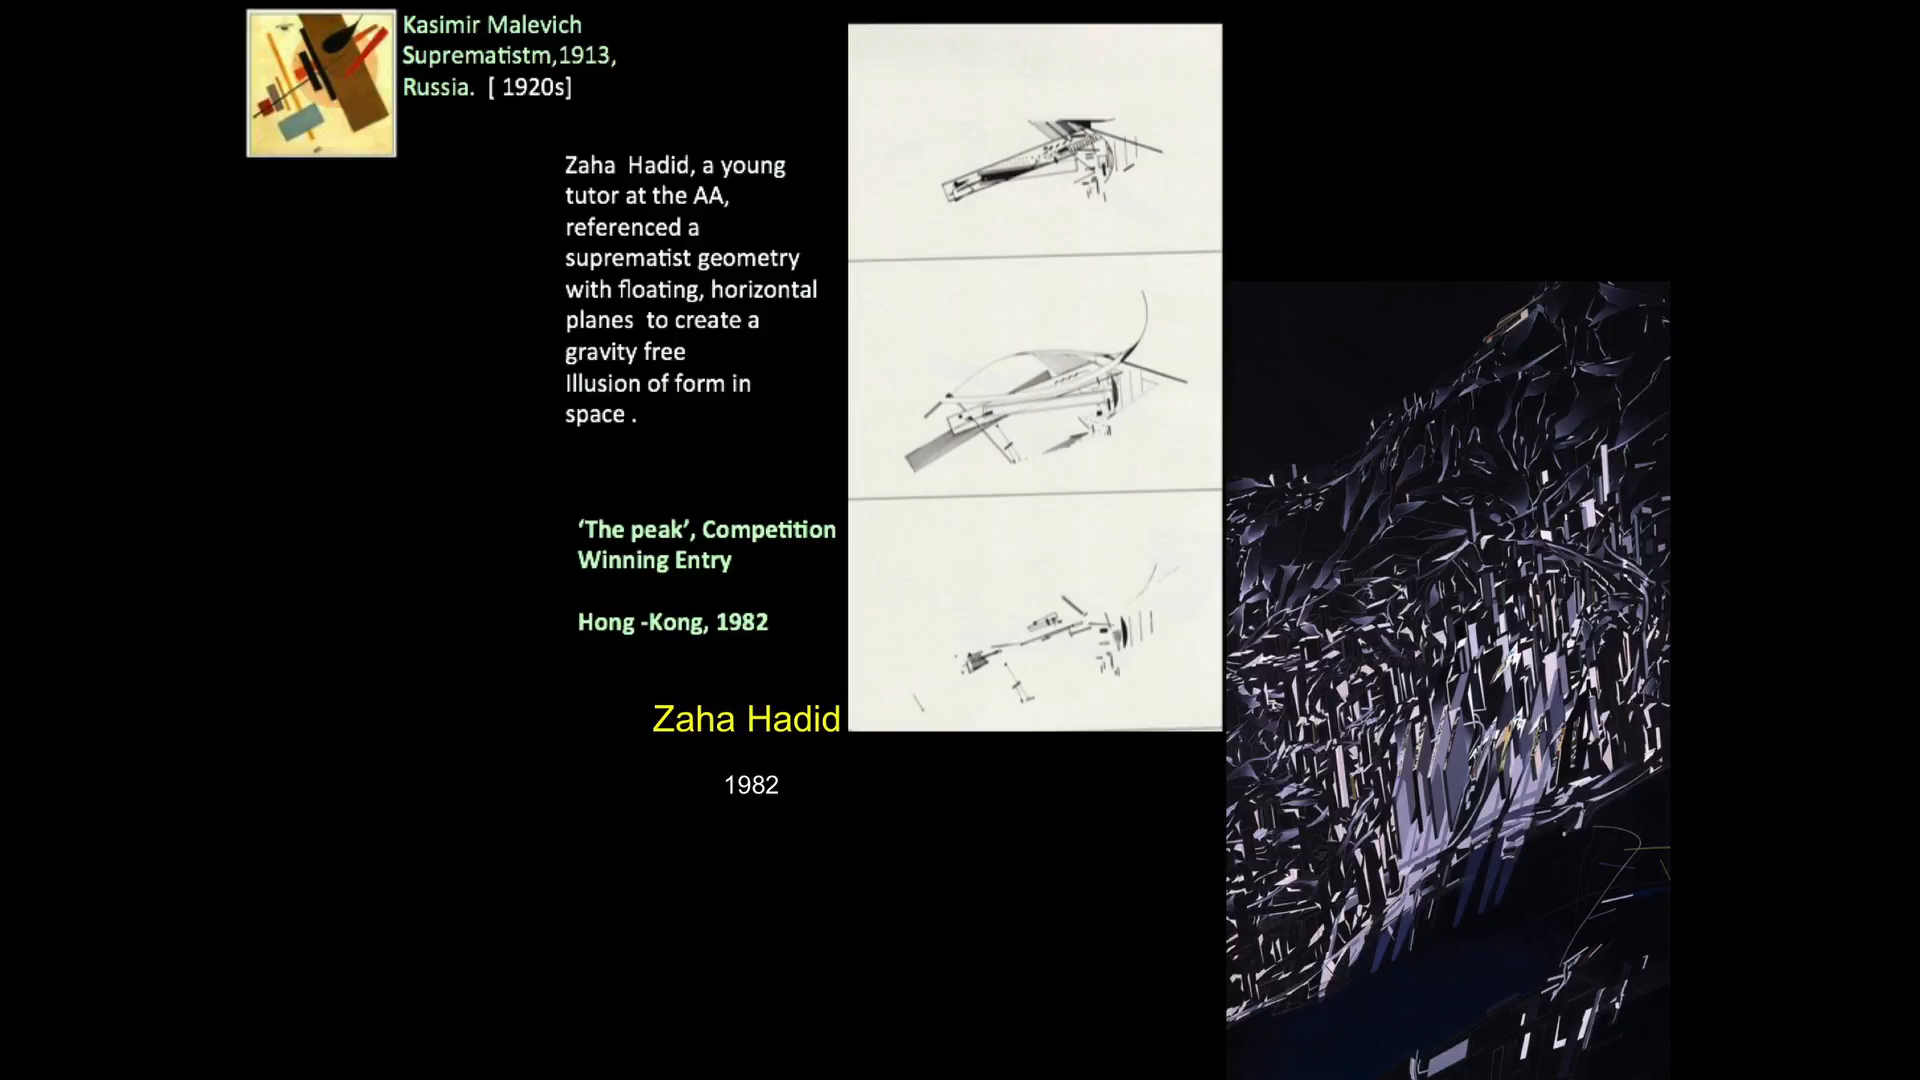 Kasimir Malevich
Suprematistm,1913,
Russia.  [ 1920s]
Zaha  Hadid, a young
tutor at the AA,
referenced a
suprematist geometry
with floating, horizontal
planes  to create a
gravity free
Illusion of form in
space .
‘The peak’, Competition
Winning Entry
Hong -Kong, 1982
Zaha Hadid
1982